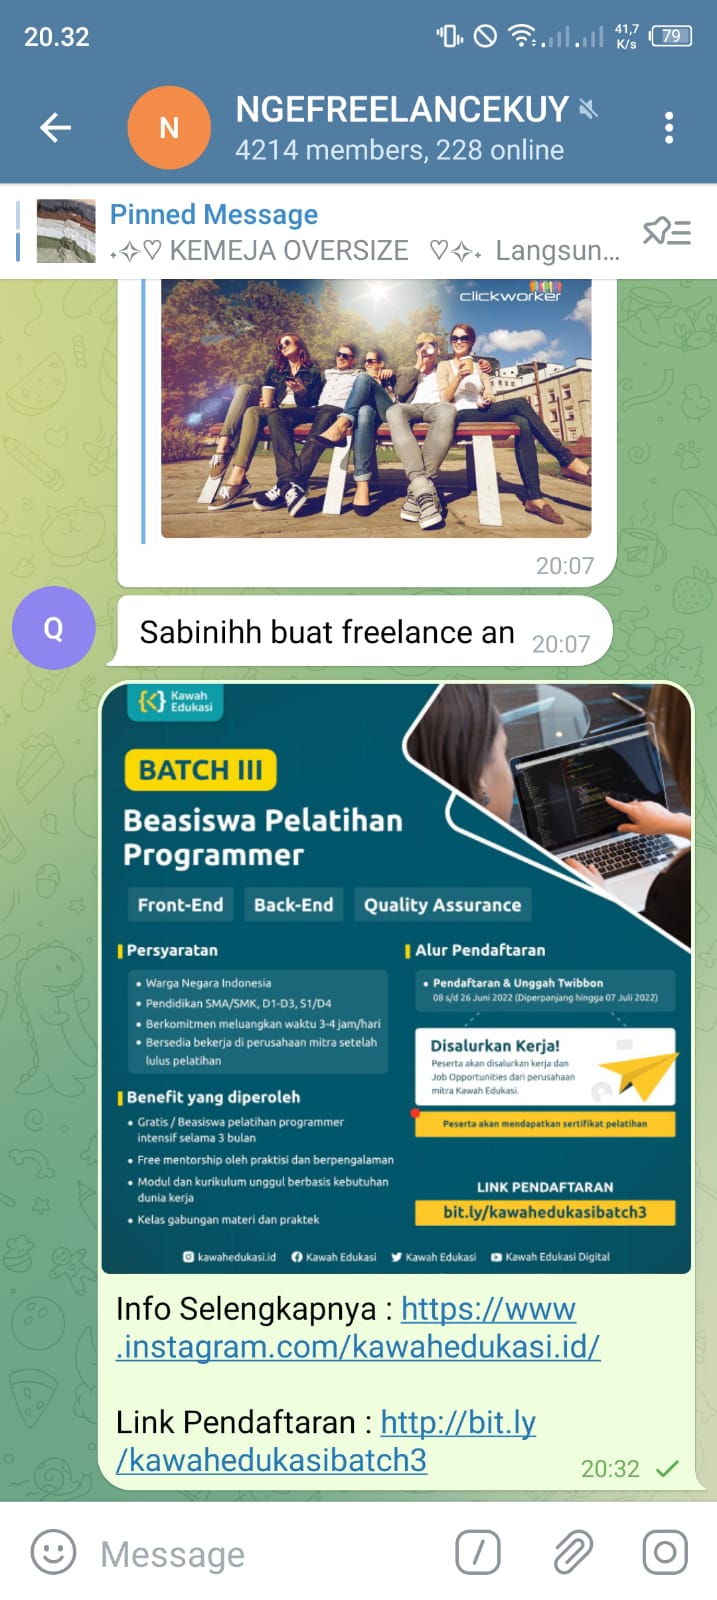 20.32
41,7
K/s
79
N
NGEFREELANCEKUY
4214 members, 228 online
Pinned Message
˖✧♡ KEMEJA OVERSIZE ♡✧˖ Langsun...
clickworker
20:07
Q
Sabinihh buat freelance an 20:07
Kawah
Edukasi
BATCH III
Beasiswa Pelatihan
Programmer
Front-End Back-End Quality Assurance
Persyaratan
• Warga Negara Indonesia
• Pendidikan SMA/SMK, D1-D3, S1/D4
• Berkomitmen meluangkan waktu 3-4 jam/hari
• Bersedia bekerja di perusahaan mitra setelah
lulus pelatihan
Benefit yang diperoleh
• Gratis / Beasiswa pelatihan programmer
intensif selama 3 bulan
• Free mentorship oleh praktisi dan berpengalaman
• Modul dan kurikulum unggul berbasis kebutuhan
dunia kerja
• Kelas gabungan materi dan praktek
Alur Pendaftaran
• Pendaftaran & Unggah Twibbon
08 s/d 26 Juni 2022 (Diperpanjang hingga 07 Juli 2022)
Disalurkan Kerja!
Peserta akan disalurkan kerja dan
Job Opportunities dari perusahaan
mitra Kawah Edukasi.
Peserta akan mendapatkan sertifikat pelatihan
LINK PENDAFTARAN
bit.ly/kawahedukasibatch3
kawahedukasi.id Kawah Edukasi Kawah Edukasi Kawah Edukasi Digital
Info Selengkapnya : https://www
.instagram.com/kawahedukasi.id/
Link Pendaftaran : http://bit.ly
/kawahedukasibatch3
20:32
Message